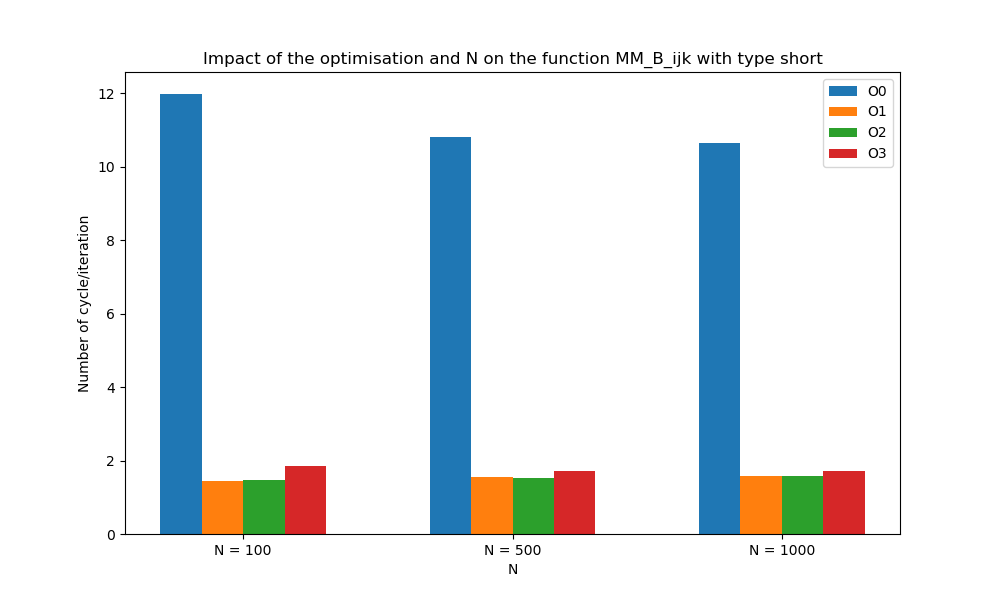 Impact of the optimisation and N on the function MM_B_ijk with type short
O0
O1
O2
O3
Number of cycle/iteration
12
10
8
6
4
2
0
N = 100
N = 500
N = 1000
N